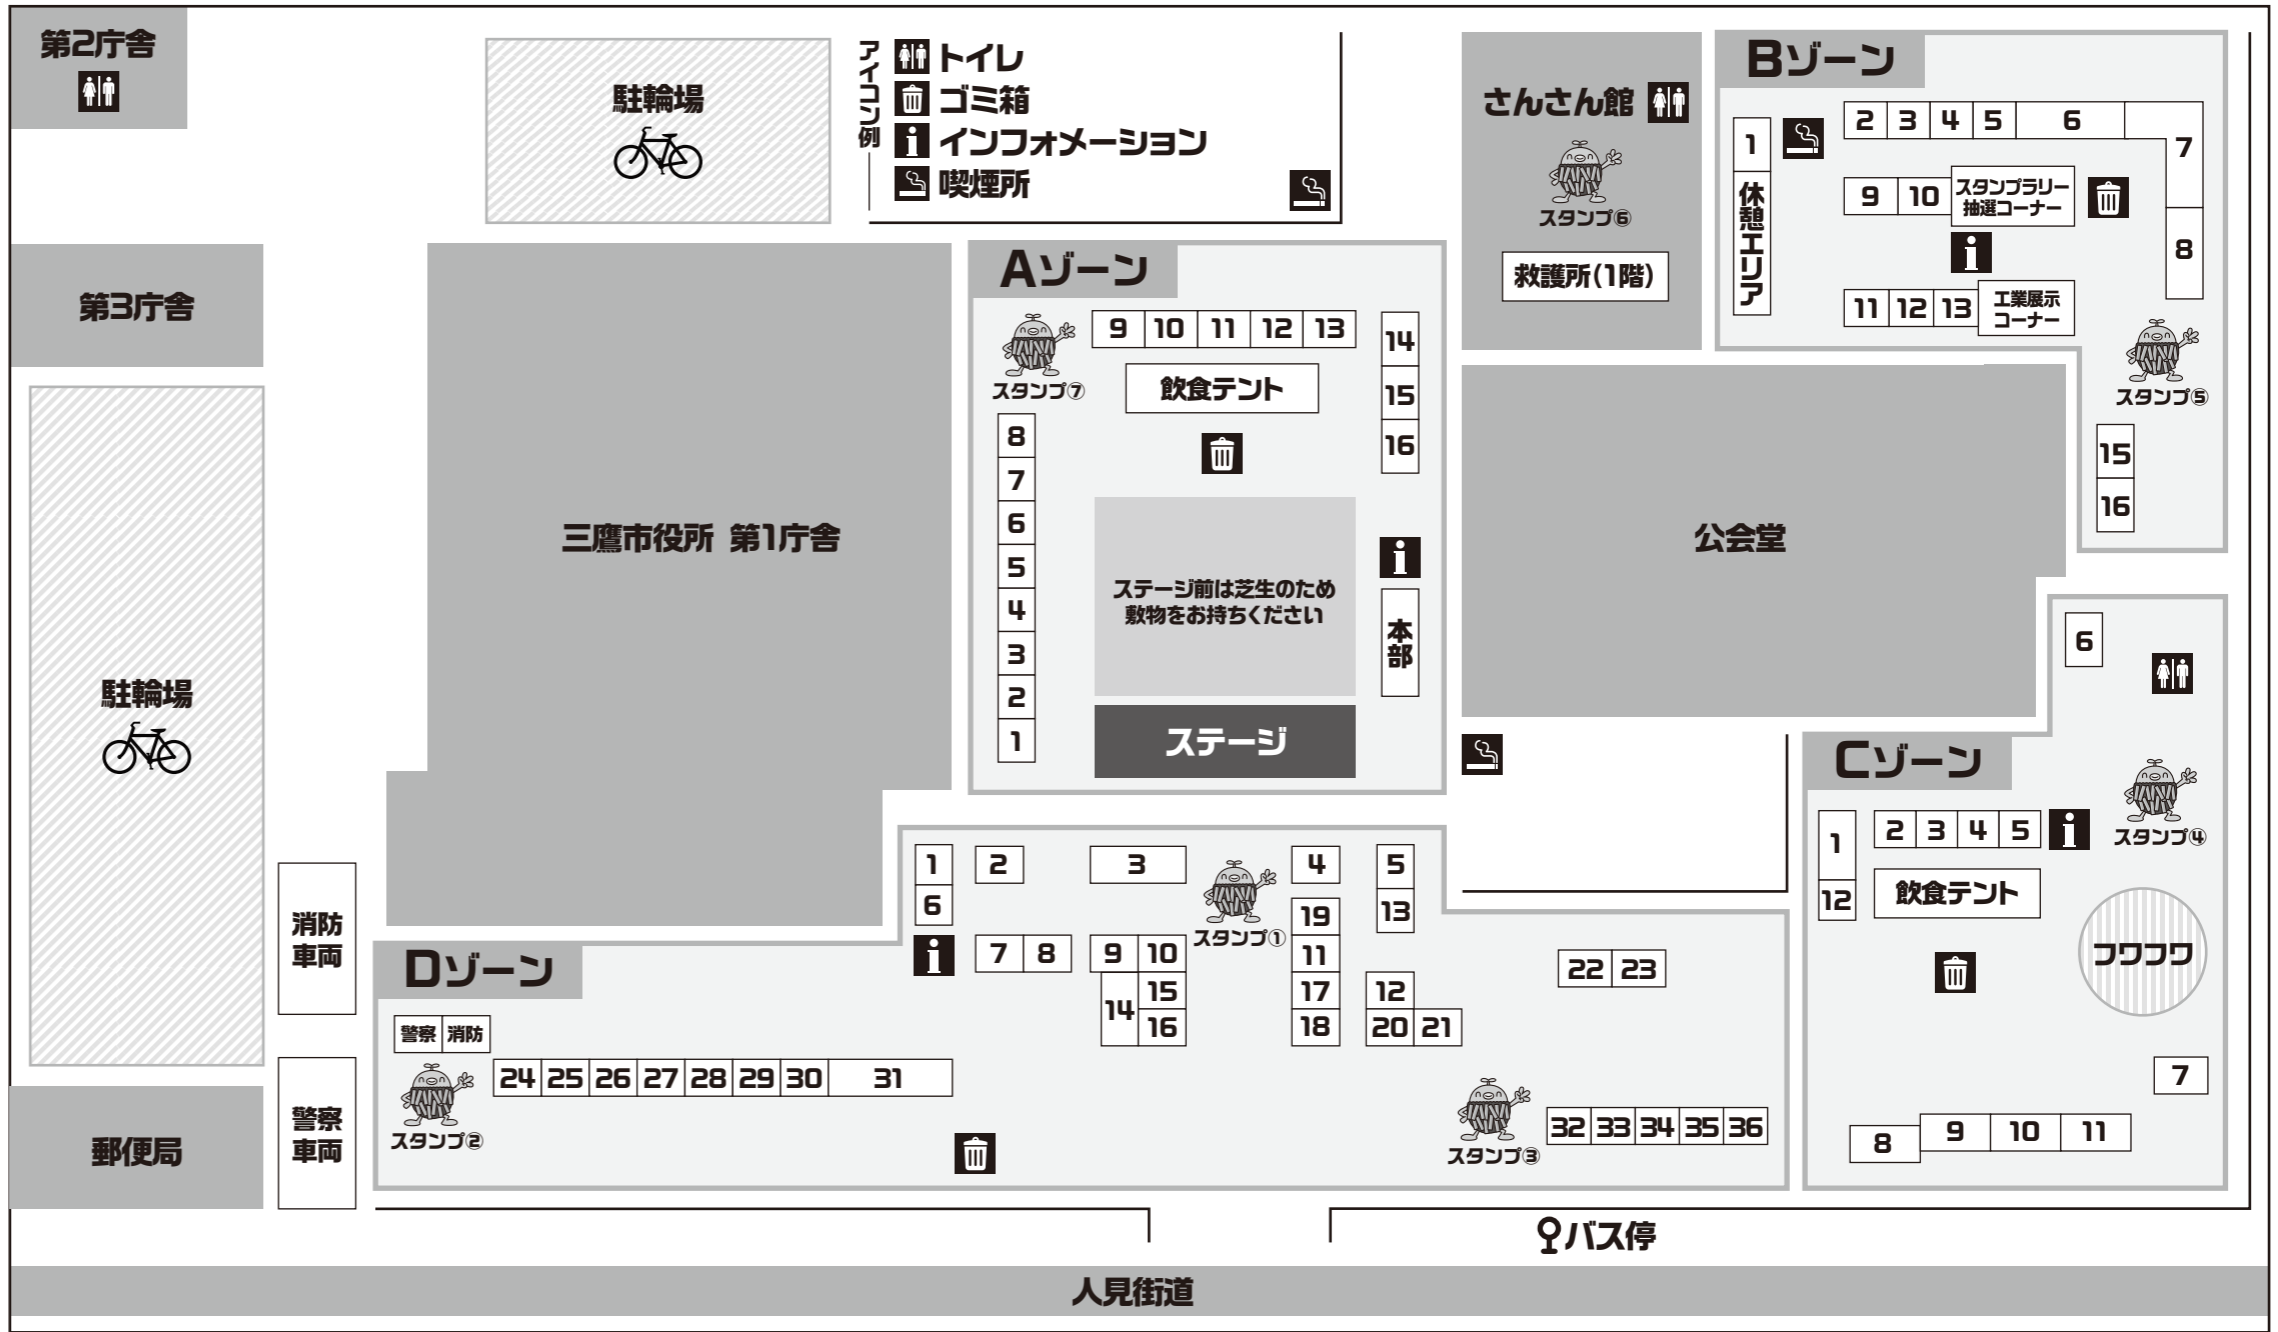 第2庁舎
駐輪場
アイコン例
トイレ
ゴミ箱
インフォメーション
喫煙所
さんさん館
スタンプ⑥
救護所(1階)
Bゾーン
1
休憩エリア
2 3 4 5 6
7
8
9 10
スタンプラリー
抽選コーナー
11 12 13
工業展示
コーナー
スタンプ⑤
15
16
第3庁舎
駐輪場
三鷹市役所 第1庁舎
Aゾーン
スタンプ⑦
9 10 11 12 13
14
15
16
飲食テント
8
7
6
5
4
3
2
1
ステージ前は芝生のため
敷物をお持ちください
本部
ステージ
公会堂
Cゾーン
6
スタンプ④
1
12
2 3 4 5
飲食テント
フワフワ
7
8 9 10 11
消防
車両
警察
車両
郵便局
Dゾーン
1
6
2
3
スタンプ①
4
5
13
7 8
9 10
14
15
16
19
11
17
18
12
20 21
22 23
警察 消防
スタンプ②
24 25 26 27 28 29 30 31
スタンプ③
32 33 34 35 36
バス停
人見街道